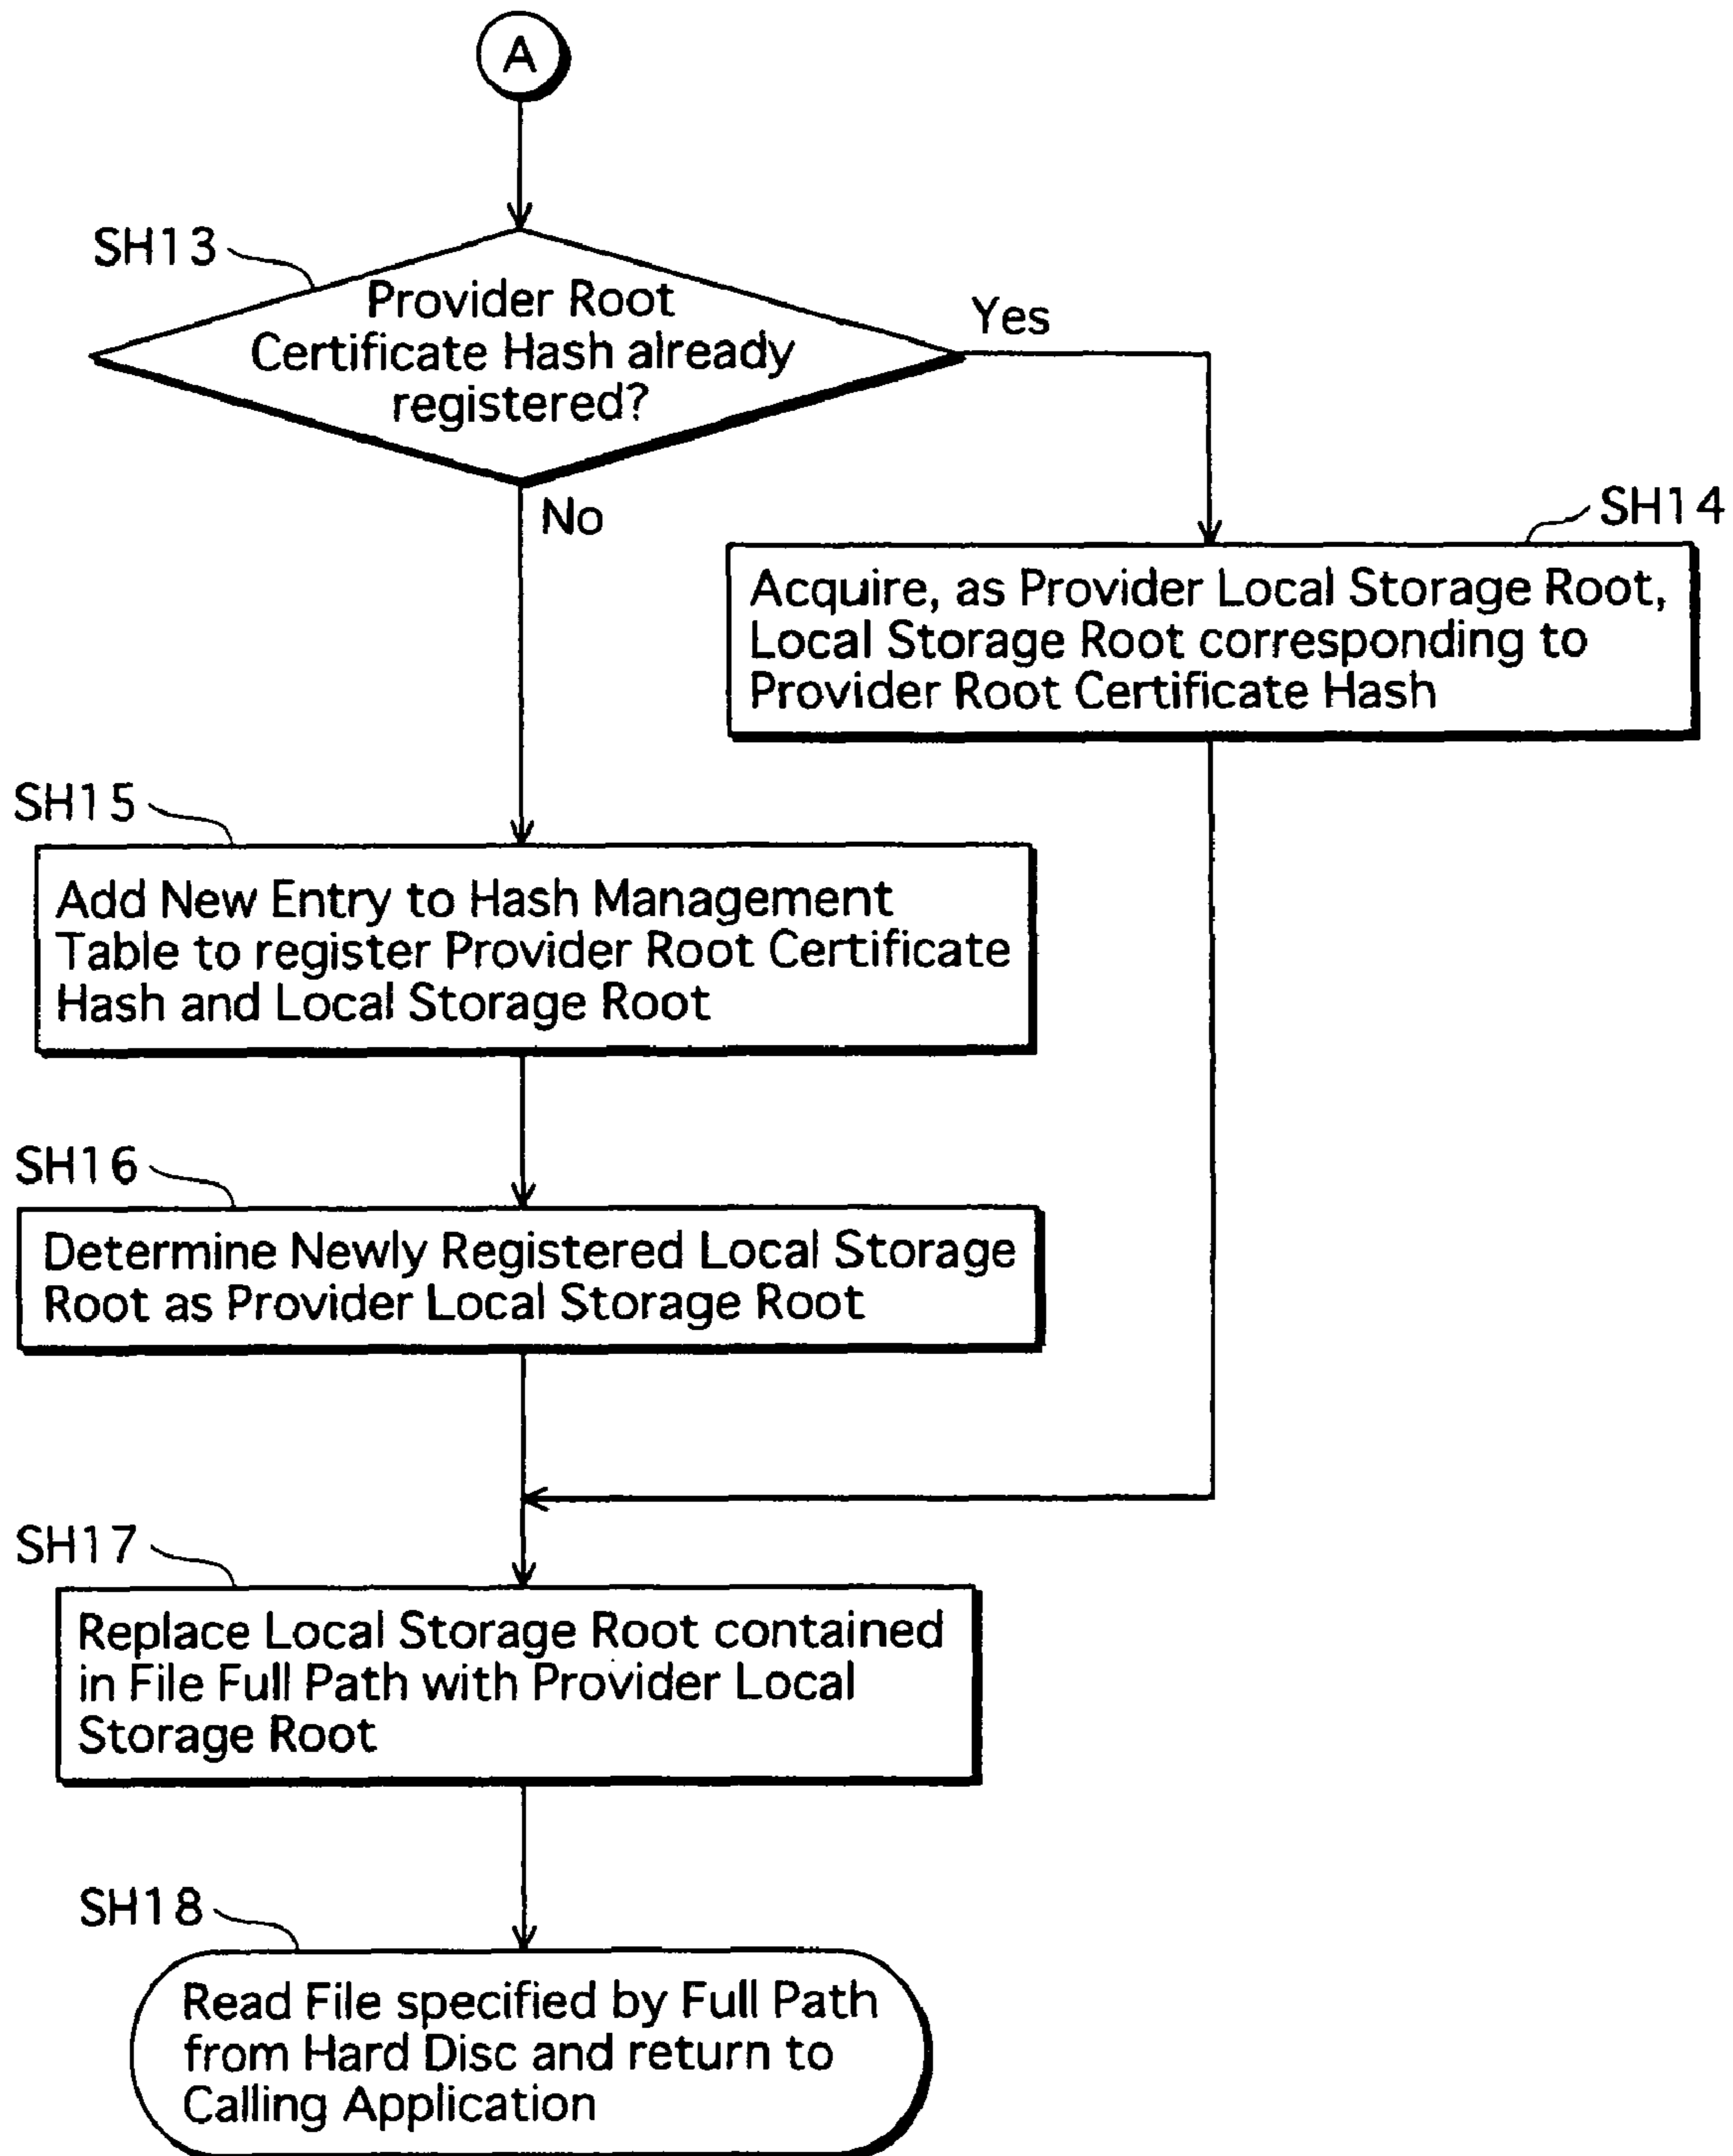 A
SH13
Provider Root
Certificate Hash already
registered?
Yes
No
SH14
Acquire, as Provider Local Storage Root,
Local Storage Root corresponding to
Provider Root Certificate Hash
SH15
Add New Entry to Hash Management
Table to register Provider Root Certificate
Hash and Local Storage Root
SH16
Determine Newly Registered Local Storage
Root as Provider Local Storage Root
SH17
Replace Local Storage Root contained
in File Full Path with Provider Local
Storage Root
SH18
Read File specified by Full Path
from Hard Disc and return to
Calling Application